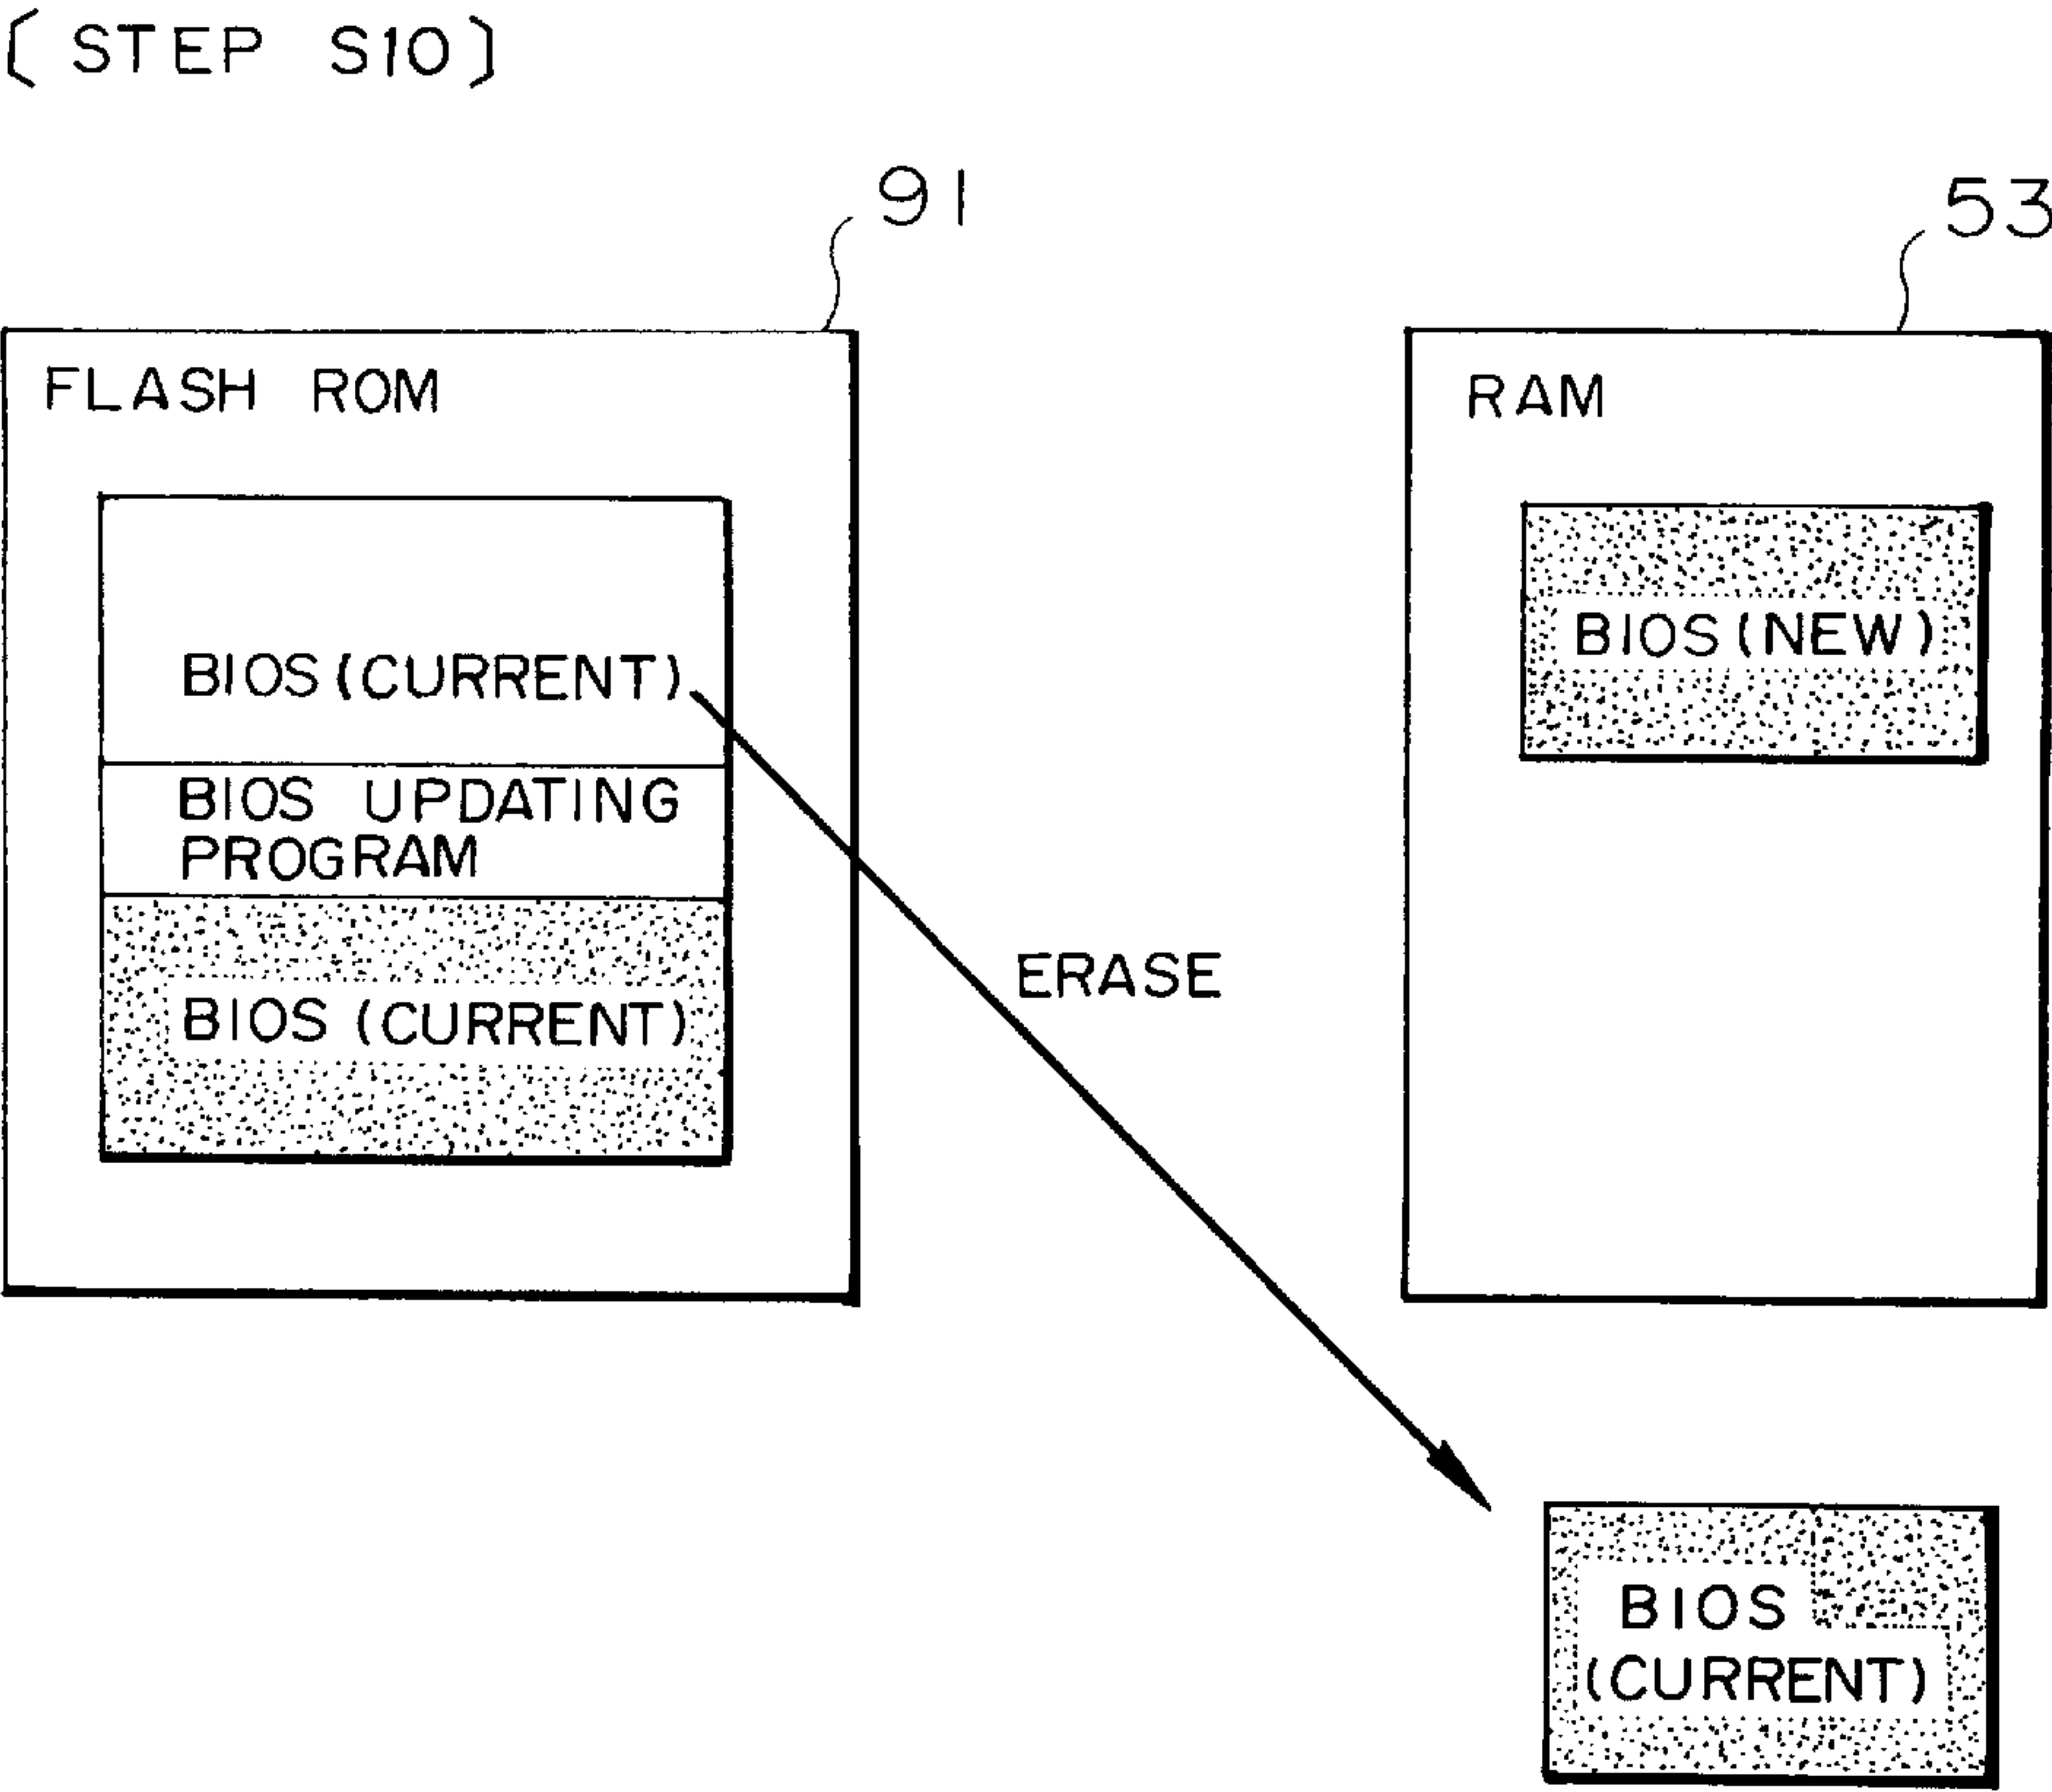 [STEP S10]
91
53
FLASH ROM
RAM
BIOS (NEW)
BIOS (CURRENT)
BIOS UPDATING
PROGRAM
ERASE
BIOS (CURRENT)
BIOS
(CURRENT)